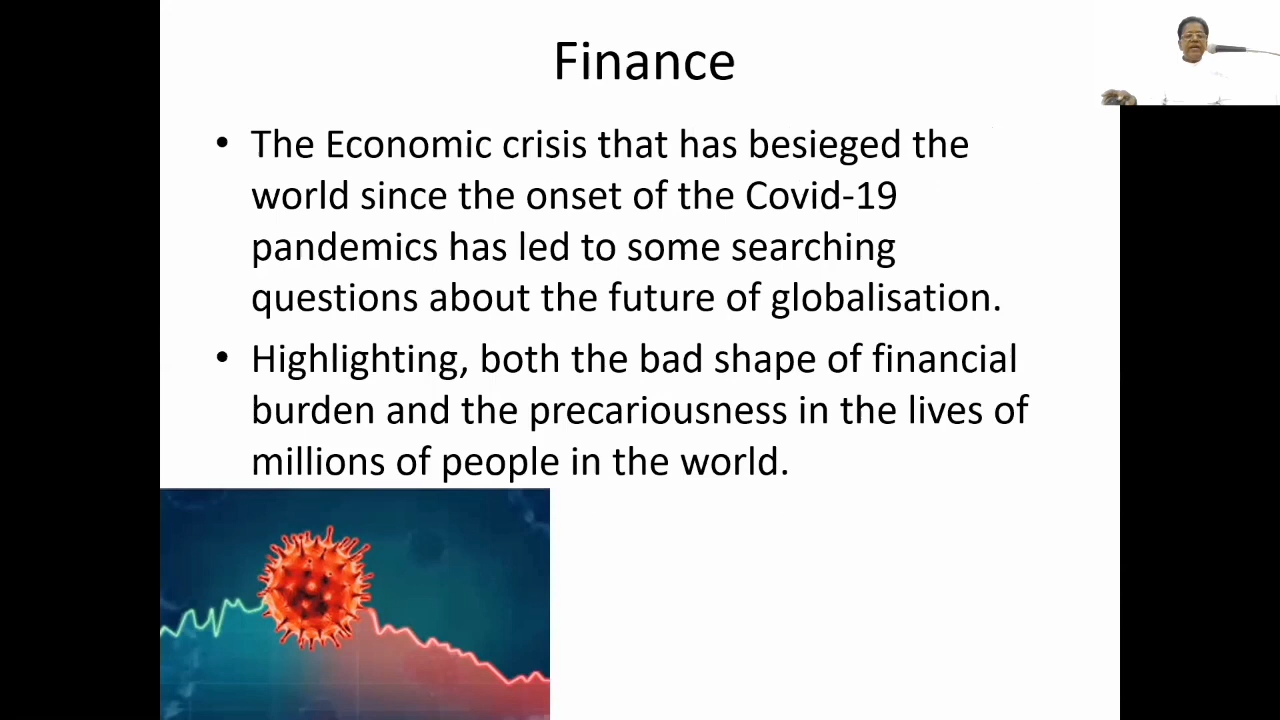 Finance
• The Economic crisis that has besieged the
world since the onset of the Covid-19
pandemics has led to some searching
questions about the future of globalisation.
• Highlighting, both the bad shape of financial
burden and the precariousness in the lives of
millions of people in the world.